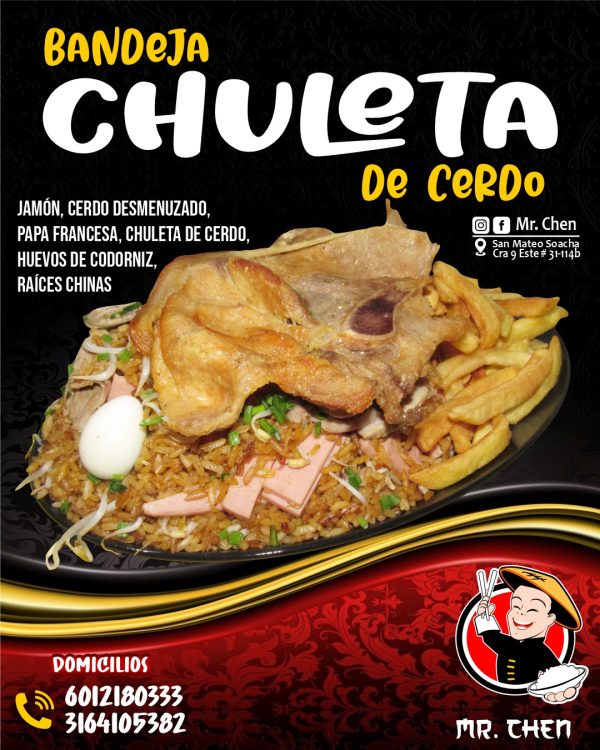 BANDEJA
CHULETA
DE CERDO
JAMÓN, CERDO DESMENUZADO,
PAPA FRANCESA, CHULETA DE CERDO,
HUEVOS DE CODORNIZ,
RAÍCES CHINAS
Mr. Chen
San Mateo Soacha
Cra 9 Este # 31-114b
DOMICILIOS
6012180333
3164105382
MR. CHEN